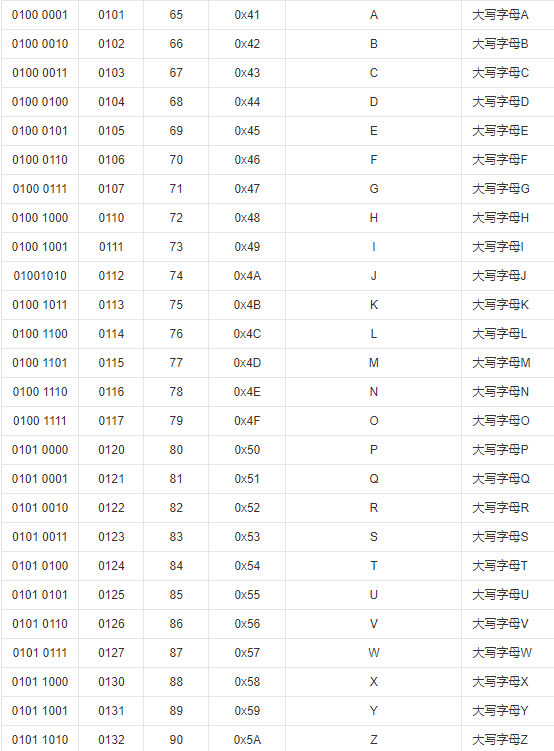 0100 0001 0101 65 0x41 A 大写字母A
0100 0010 0102 66 0x42 B 大写字母B
0100 0011 0103 67 0x43 C 大写字母C
0100 0100 0104 68 0x44 D 大写字母D
0100 0101 0105 69 0x45 E 大写字母E
0100 0110 0106 70 0x46 F 大写字母F
0100 0111 0107 71 0x47 G 大写字母G
0100 1000 0110 72 0x48 H 大写字母H
0100 1001 0111 73 0x49 I 大写字母I
01001010 0112 74 0x4A J 大写字母J
0100 1011 0113 75 0x4B K 大写字母K
0100 1100 0114 76 0x4C L 大写字母L
0100 1101 0115 77 0x4D M 大写字母M
0100 1110 0116 78 0x4E N 大写字母N
0100 1111 0117 79 0x4F O 大写字母O
0101 0000 0120 80 0x50 P 大写字母P
0101 0001 0121 81 0x51 Q 大写字母Q
0101 0010 0122 82 0x52 R 大写字母R
0101 0011 0123 83 0x53 S 大写字母S
0101 0100 0124 84 0x54 T 大写字母T
0101 0101 0125 85 0x55 U 大写字母U
0101 0110 0126 86 0x56 V 大写字母V
0101 0111 0127 87 0x57 W 大写字母W
0101 1000 0130 88 0x58 X 大写字母X
0101 1001 0131 89 0x59 Y 大写字母Y
0101 1010 0132 90 0x5A Z 大写字母Z